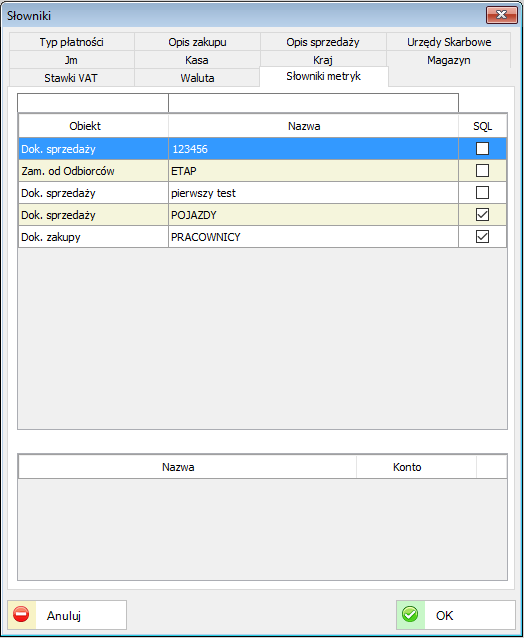 Słowniki
Typ płatności Opis zakupu Opis sprzedaży Urzędy Skarbowe
Jm Kasa Kraj Magazyn
Stawki VAT Waluta Słowniki metryk
Obiekt Nazwa SQL
Dok. sprzedaży 123456
Zam. od Odbiorców ETAP
Dok. sprzedaży pierwszy test
Dok. sprzedaży POJAZDY
Dok. zakupy PRACOWNICY
Nazwa Konto
Anuluj OK